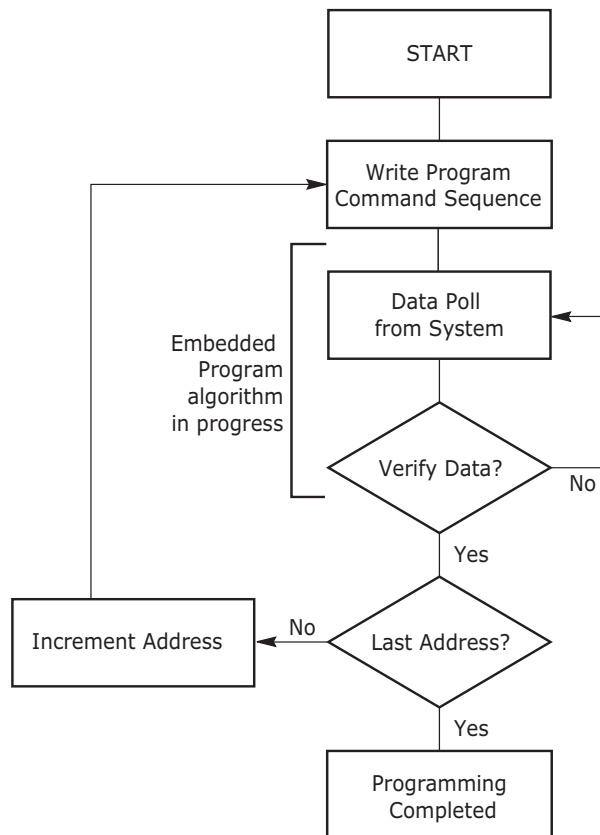 START
Write Program
Command Sequence
Data Poll
from System
Embedded
Program
algorithm
in progress
Verify Data?
No
Yes
Increment Address
No
Last Address?
Yes
Programming
Completed